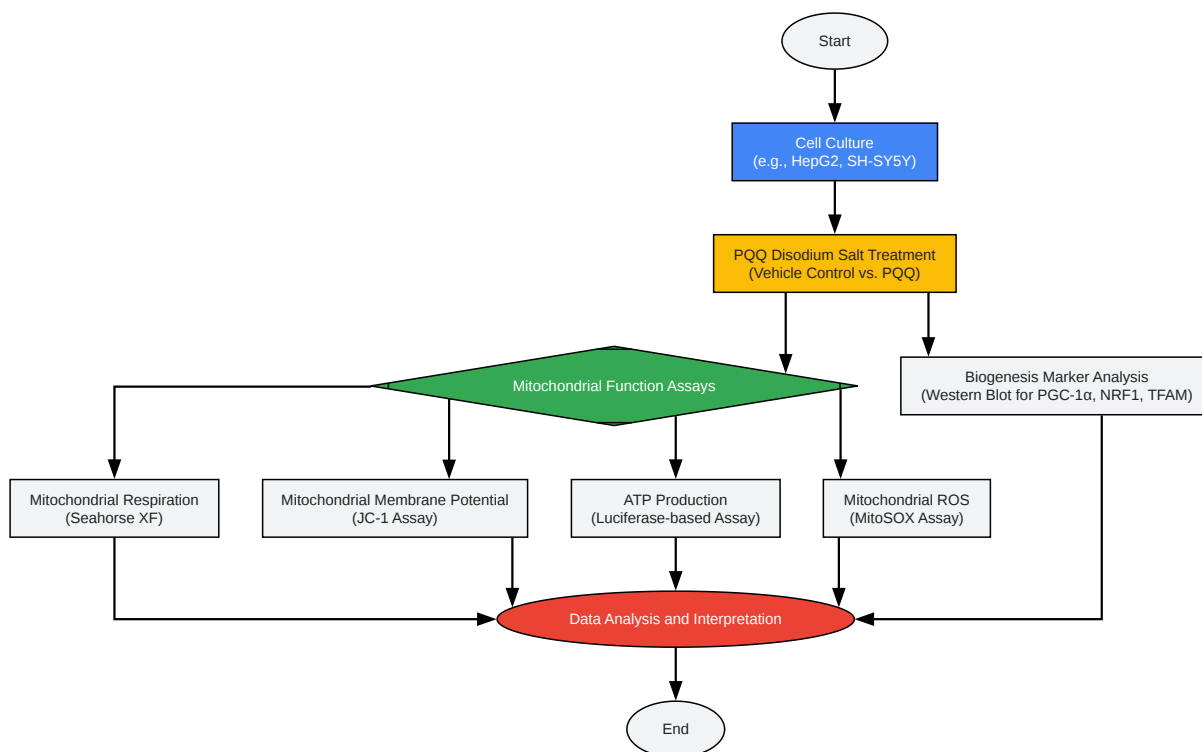 Start
Cell Culture
(e.g., HepG2, SH-SY5Y)
PQQ Disodium Salt Treatment
(Vehicle Control vs. PQQ)
Mitochondrial Function Assays
Biogenesis Marker Analysis
(Western Blot for PGC-1α, NRF1, TFAM)
Mitochondrial Respiration
(Seahorse XF)
Mitochondrial Membrane Potential
(JC-1 Assay)
ATP Production
(Luciferase-based Assay)
Mitochondrial ROS
(MitoSOX Assay)
Data Analysis and Interpretation
End